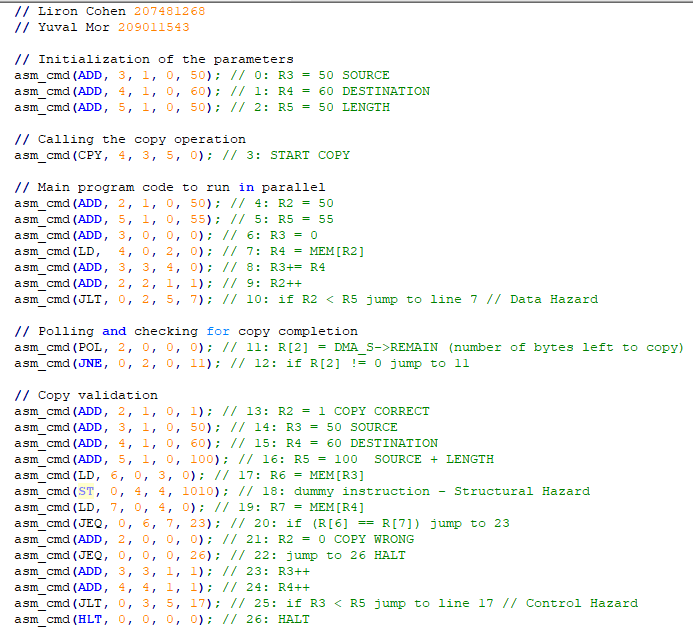 // Liron Cohen 207481268
// Yuval Mor 209011543
// Initialization of the parameters
asm_cmd(ADD, 3, 1, 0, 50); // 0: R3 = 50 SOURCE
asm_cmd(ADD, 4, 1, 0, 60); // 1: R4 = 60 DESTINATION
asm_cmd(ADD, 5, 1, 0, 50); // 2: R5 = 50 LENGTH
// Calling the copy operation
asm_cmd(CPY, 4, 3, 5, 0); // 3: START COPY
// Main program code to run in parallel
asm_cmd(ADD, 2, 1, 0, 50); // 4: R2 = 50
asm_cmd(ADD, 5, 1, 0, 55); // 5: R5 = 55
asm_cmd(ADD, 3, 0, 0, 0); // 6: R3 = 0
asm_cmd(LD,  4, 0, 2, 0); // 7: R4 = MEM[R2]
asm_cmd(ADD, 3, 3, 4, 0); // 8: R3+= R4
asm_cmd(ADD, 2, 2, 1, 1); // 9: R2++
asm_cmd(JLT, 0, 2, 5, 7); // 10: if R2 < R5 jump to line 7 // Data Hazard
// Polling and checking for copy completion
asm_cmd(POL, 2, 0, 0, 0); // 11: R[2] = DMA_S->REMAIN (number of bytes left to copy)
asm_cmd(JNE, 0, 2, 0, 11); // 12: if R[2] != 0 jump to 11
// Copy validation
asm_cmd(ADD, 2, 1, 0, 1); // 13: R2 = 1 COPY CORRECT
asm_cmd(ADD, 3, 1, 0, 50); // 14: R3 = 50 SOURCE
asm_cmd(ADD, 4, 1, 0, 60); // 15: R4 = 60 DESTINATION
asm_cmd(ADD, 5, 1, 0, 100); // 16: R5 = 100  SOURCE + LENGTH
asm_cmd(LD, 6, 0, 3, 0); // 17: R6 = MEM[R3]
asm_cmd(ST, 0, 4, 4, 1010); // 18: dummy instruction - Structural Hazard
asm_cmd(LD, 7, 0, 4, 0); // 19: R7 = MEM[R4]
asm_cmd(JEQ, 0, 6, 7, 23); // 20: if (R[6] == R[7]) jump to 23
asm_cmd(ADD, 2, 0, 0, 0); // 21: R2 = 0 COPY WRONG
asm_cmd(JEQ, 0, 0, 0, 26); // 22: jump to 26 HALT
asm_cmd(ADD, 3, 3, 1, 1); // 23: R3++
asm_cmd(ADD, 4, 4, 1, 1); // 24: R4++
asm_cmd(JLT, 0, 3, 5, 17); // 25: if R3 < R5 jump to line 17 // Control Hazard
asm_cmd(HLT, 0, 0, 0, 0); // 26: HALT